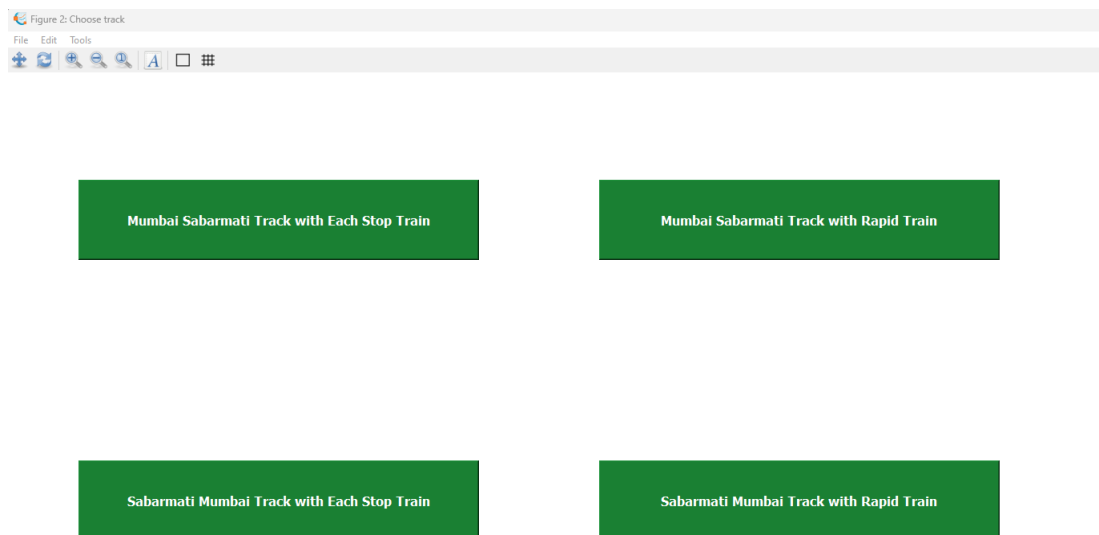 Figure 2: Choose track
File Edit Tools
A
Mumbai Sabarmati Track with Each Stop Train
Mumbai Sabarmati Track with Rapid Train
Sabarmati Mumbai Track with Each Stop Train
Sabarmati Mumbai Track with Rapid Train